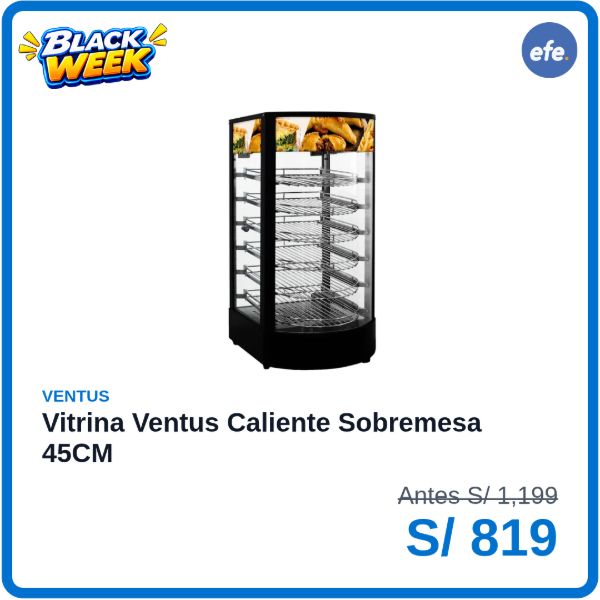 BLACK
WEEK
efe.
VENTUS
Vitrina Ventus Caliente Sobremesa
45CM
Antes S/ 1,199
S/ 819